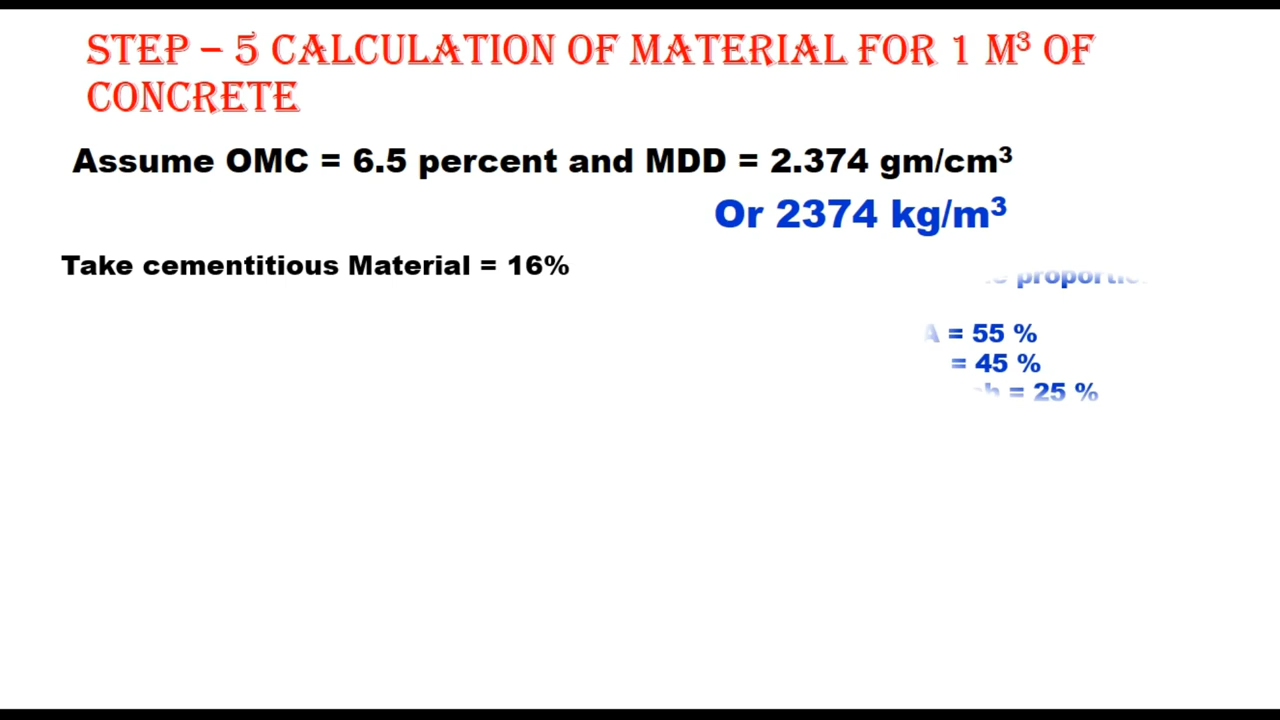 STEP – 5 CALCULATION OF MATERIAL FOR 1 M³ OF
CONCRETE
Assume OMC = 6.5 percent and MDD = 2.374 gm/cm³
Or 2374 kg/m³
Take cementitious Material = 16%
A = 55 %
= 45 %
= 25 %